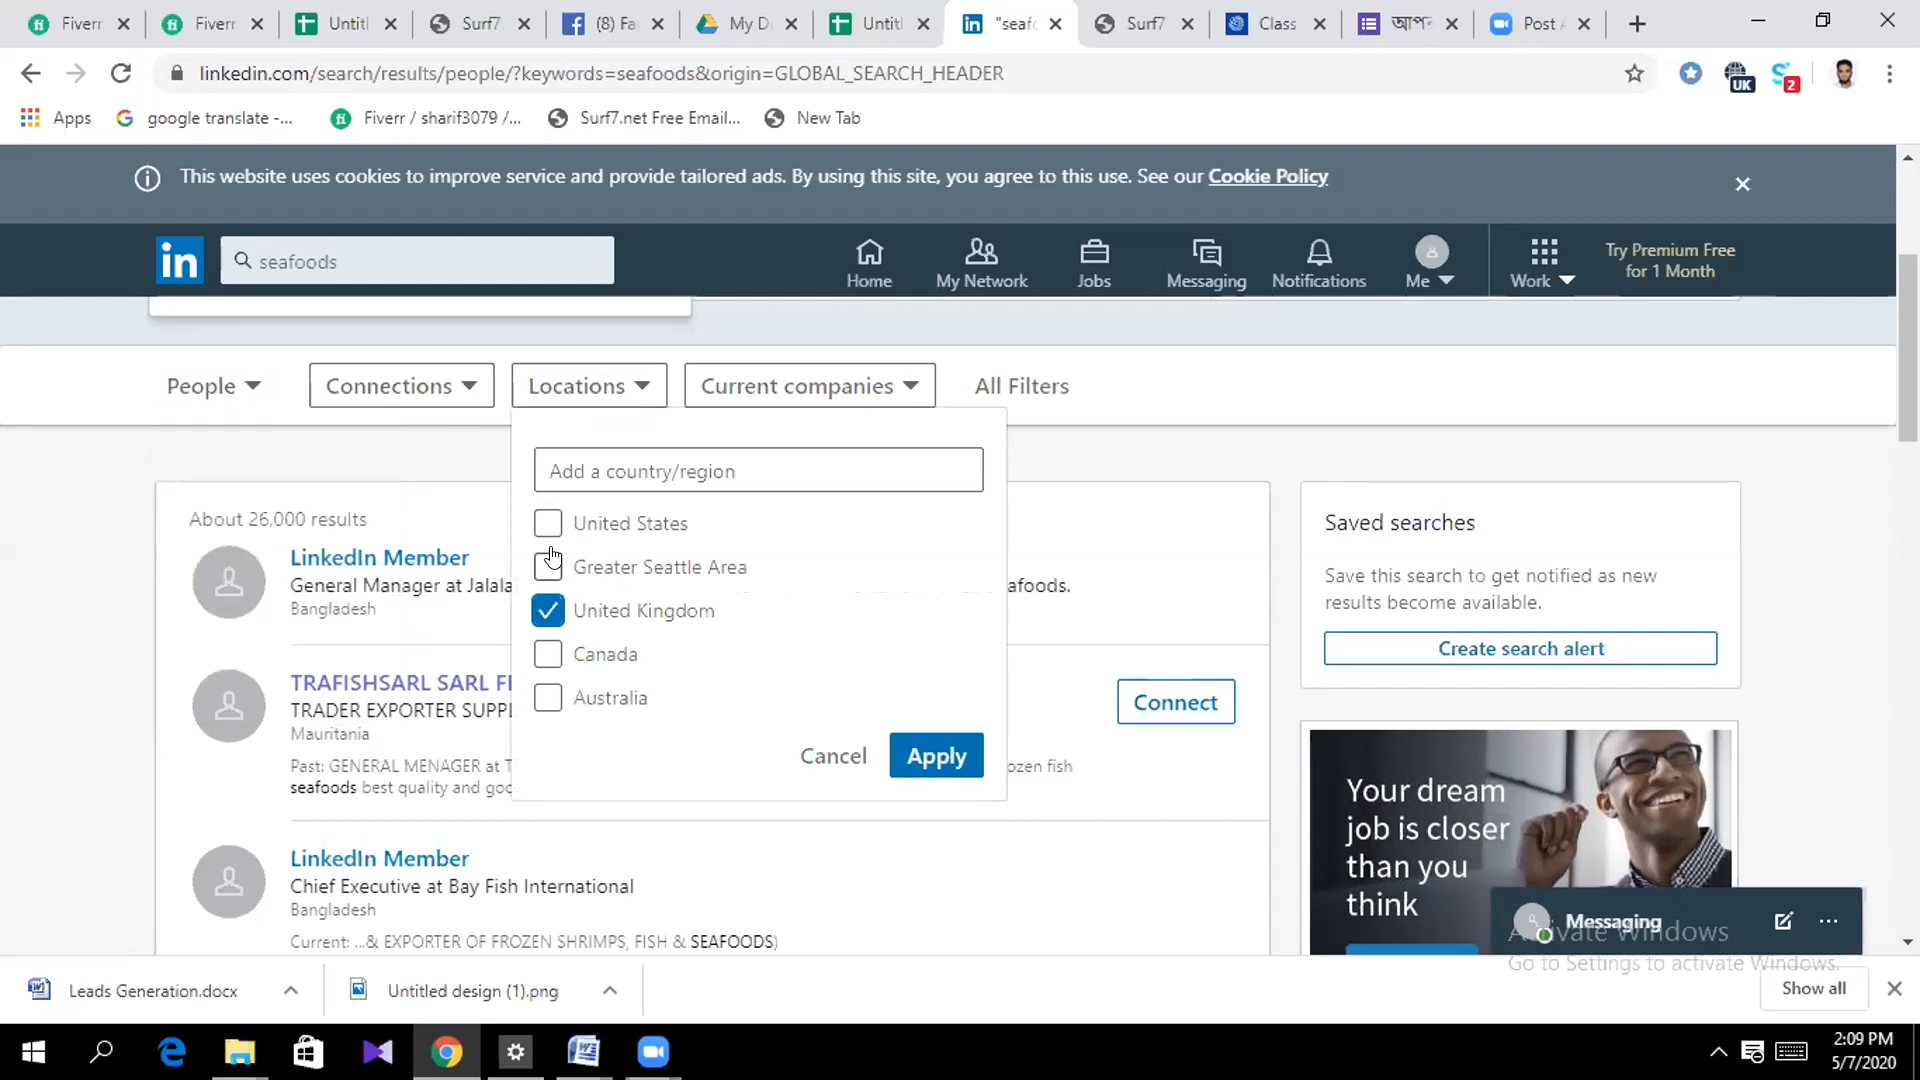 Fiverr
Fiverr
Untitl
Surf7
(8) Fa
My D
Untitl
"seafo
Surf7
Class
আপন
Post A
linkedin.com/search/results/people/?keywords=seafoods&origin=GLOBAL_SEARCH_HEADER
UK
2
Apps
google translate -...
Fiverr / sharif3079 /...
Surf7.net Free Email...
New Tab
This website uses cookies to improve service and provide tailored ads. By using this site, you agree to this use. See our Cookie Policy
in
seafoods
Home
My Network
Jobs
Messaging
Notifications
Me
Work
Try Premium Free
for 1 Month
People
Connections
Locations
Current companies
All Filters
Add a country/region
United States
Greater Seattle Area
United Kingdom
Canada
Australia
Cancel
Apply
About 26,000 results
LinkedIn Member
General Manager at Jalala
afoods.
Bangladesh
TRAFISHSARL SARL FI
TRADER EXPORTER SUPPL
Mauritania
Past: GENERAL MENAGER at T
ozen fish
seafoods best quality and goo
Connect
LinkedIn Member
Chief Executive at Bay Fish International
Bangladesh
Current: ...& EXPORTER OF FROZEN SHRIMPS, FISH & SEAFOODS)
Saved searches
Save this search to get notified as new
results become available.
Create search alert
Your dream
job is closer
than you
think
Messaging
Activate Windows
Go to Settings to activate Windows.
Leads Generation.docx
Untitled design (1).png
Show all
2:09 PM
5/7/2020